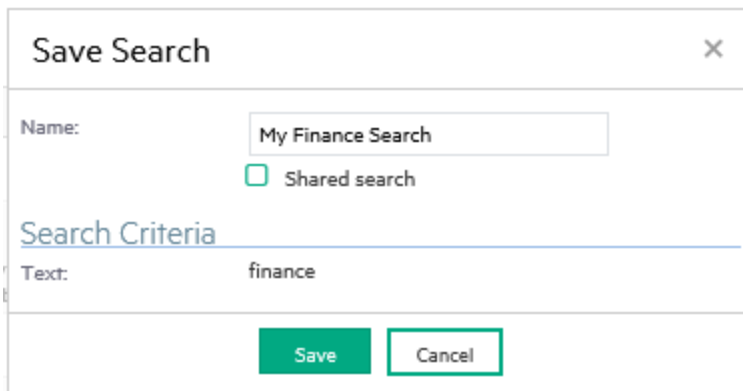 Save Search
Name:
My Finance Search
Shared search
Search Criteria
Text:
finance
Save
Cancel